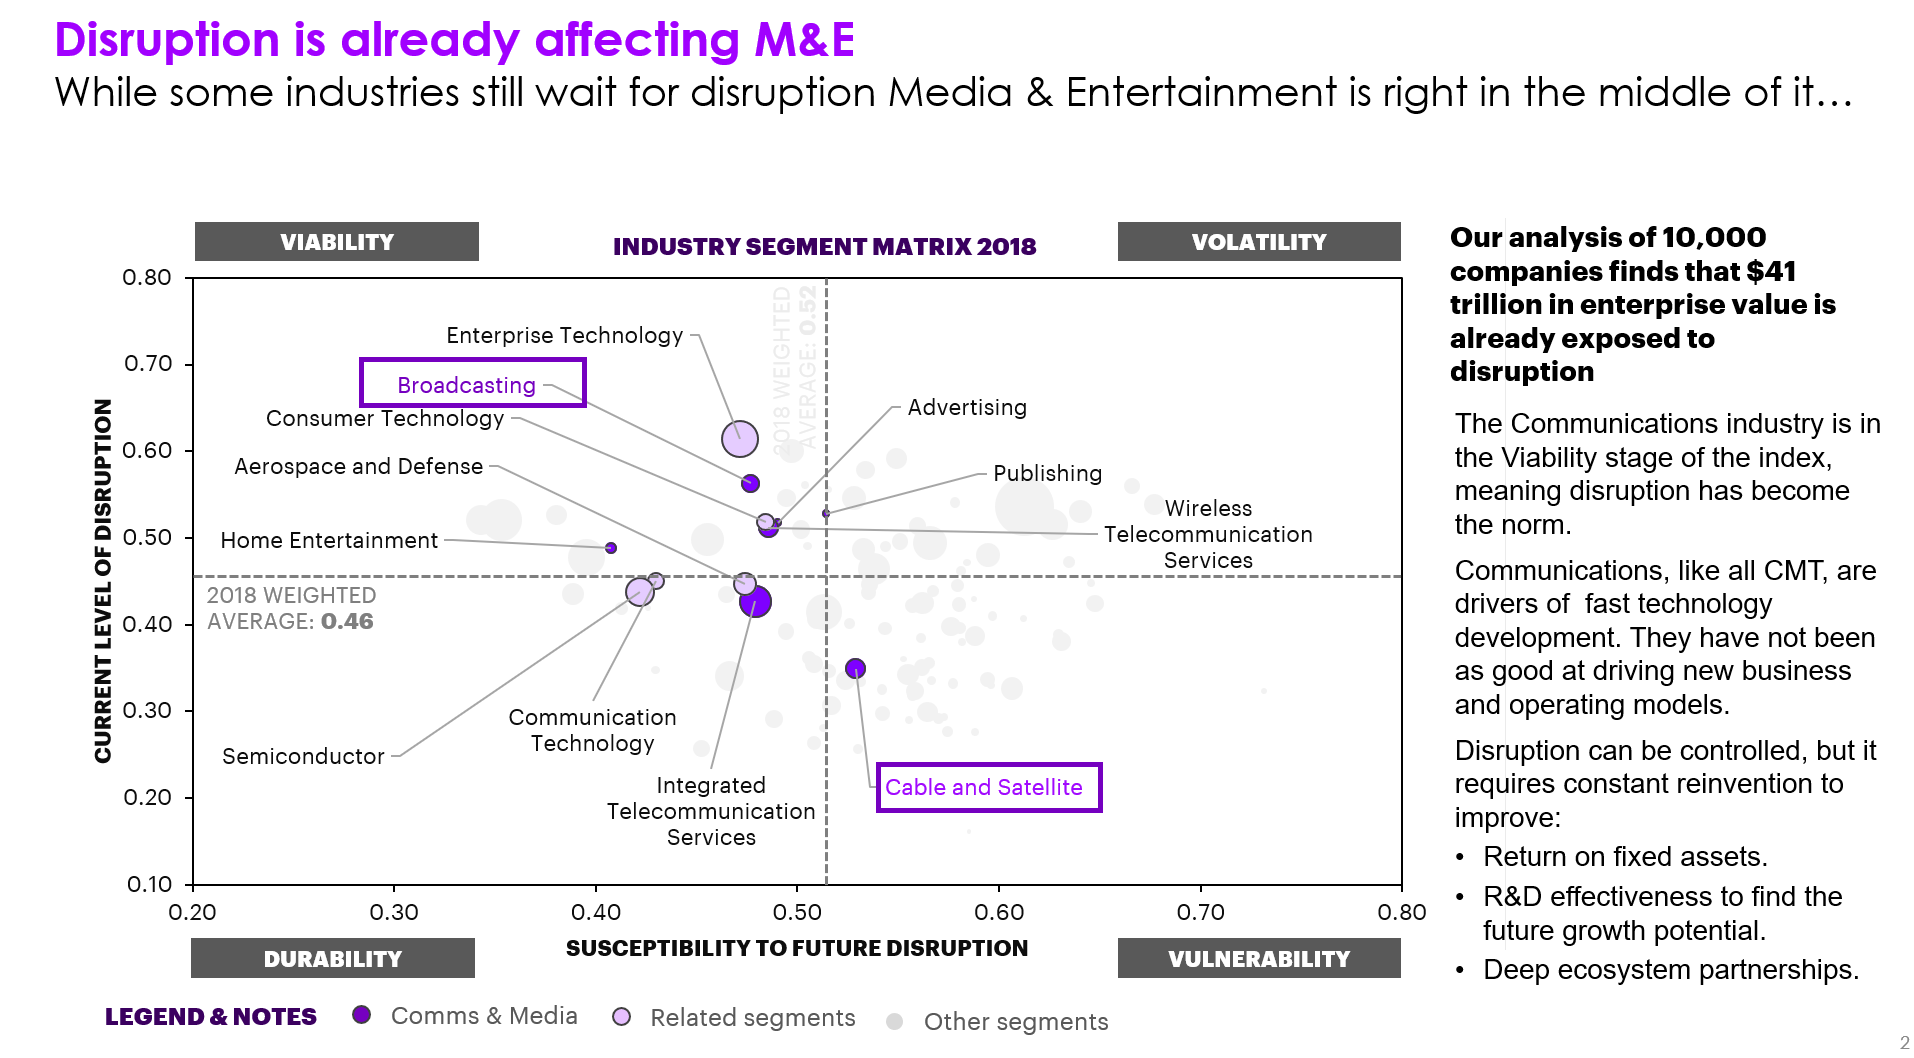 Disruption is already affecting M&E
While some industries still wait for disruption Media & Entertainment is right in the middle of it…
VIABILITY
INDUSTRY SEGMENT MATRIX 2018
VOLATILITY
0.80
0.70
0.60
0.50
0.40
0.30
0.20
0.10
CURRENT LEVEL OF DISRUPTION
2018 WEIGHTED
AVERAGE: 0.52
Enterprise Technology
Broadcasting
Consumer Technology
Aerospace and Defense
Home Entertainment
Advertising
Publishing
Wireless
Telecommunication
Services
2018 WEIGHTED
AVERAGE: 0.46
Semiconductor
Communication
Technology
Integrated
Telecommunication
Services
Cable and Satellite
0.20
0.30
0.40
0.50
0.60
0.70
0.80
DURABILITY
SUSCEPTIBILITY TO FUTURE DISRUPTION
VULNERABILITY
LEGEND & NOTES
Comms & Media
Related segments
Other segments
Our analysis of 10,000
companies finds that $41
trillion in enterprise value is
already exposed to
disruption
The Communications industry is in
the Viability stage of the index,
meaning disruption has become
the norm.
Communications, like all CMT, are
drivers of  fast technology
development. They have not been
as good at driving new business
and operating models.
Disruption can be controlled, but it
requires constant reinvention to
improve:
• Return on fixed assets.
• R&D effectiveness to find the
future growth potential.
• Deep ecosystem partnerships.
2